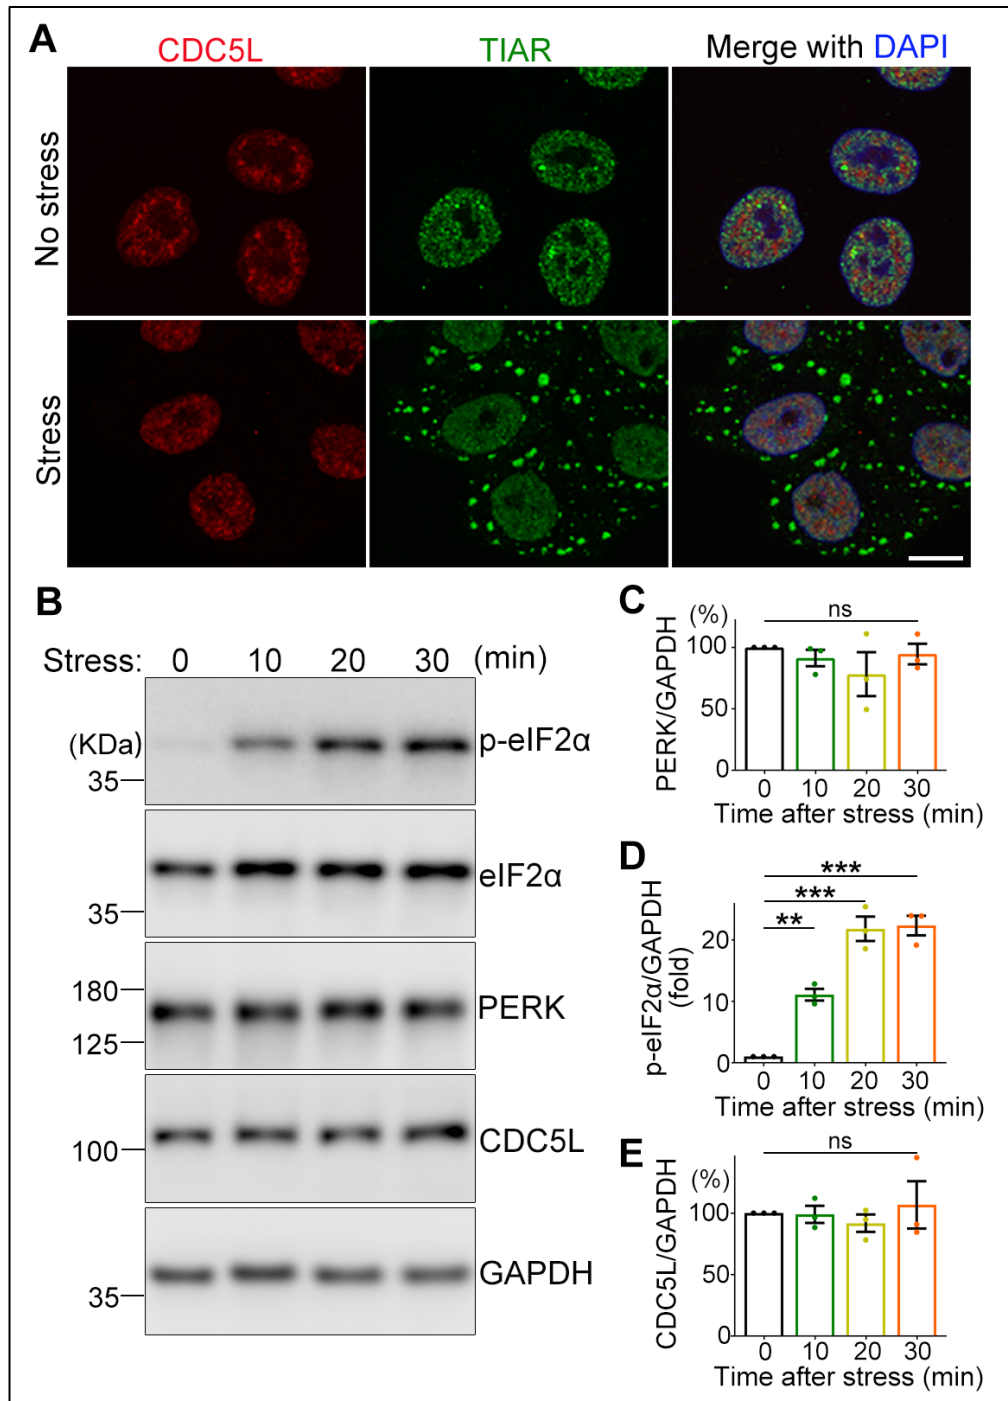 A
CDC5L TIAR Merge with DAPI
No stress
Stress
B
Stress: 0 10 20 30 (min)
(KDa)
35
p-eIF2α
35
eIF2α
180
125
PERK
100
CDC5L
35
GAPDH
C
(%)
ns
PERK/GAPDH
100
50
0
0 10 20 30
Time after stress (min)
D
***
***
**
p-eIF2α/GAPDH
(fold)
20
10
0
0 10 20 30
Time after stress (min)
E
(%)
ns
CDC5L/GAPDH
100
50
0
0 10 20 30
Time after stress (min)